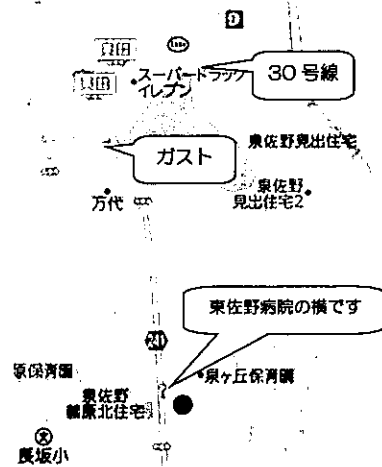 スーパードラッグ
イレブン
30号線
ガスト
泉佐野見出住宅
泉佐野
見出住宅2
万代
東佐野病院の横です
泉ヶ丘保育園
泉佐野
鶴原北住宅
長坂小